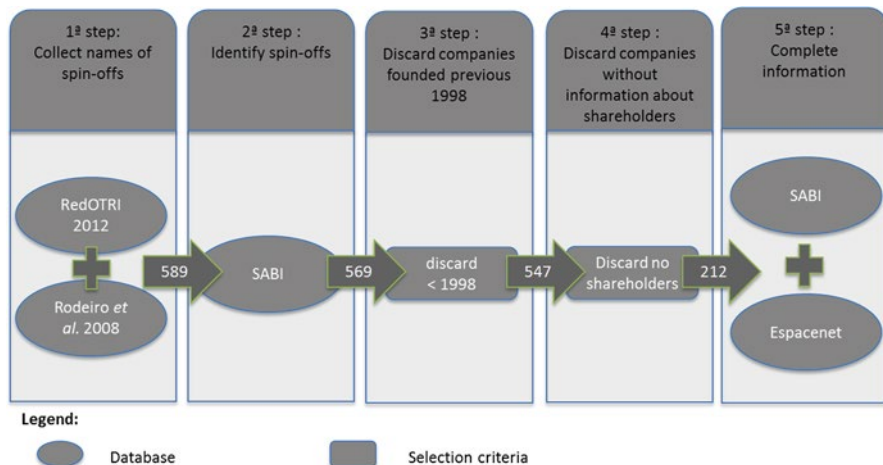 1ª step:
Collect names of
spin-offs
2ª step :
Identify spin-offs
3ª step :
Discard companies
founded previous
1998
4ª step :
Discard companies
without
information about
shareholders
5ª step :
Complete
information
RedOTRI
2012
Rodeiro et
al. 2008
589
SABI
569
discard
< 1998
547
Discard no
shareholders
212
SABI
Espacenet
Legend:
Database
Selection criteria